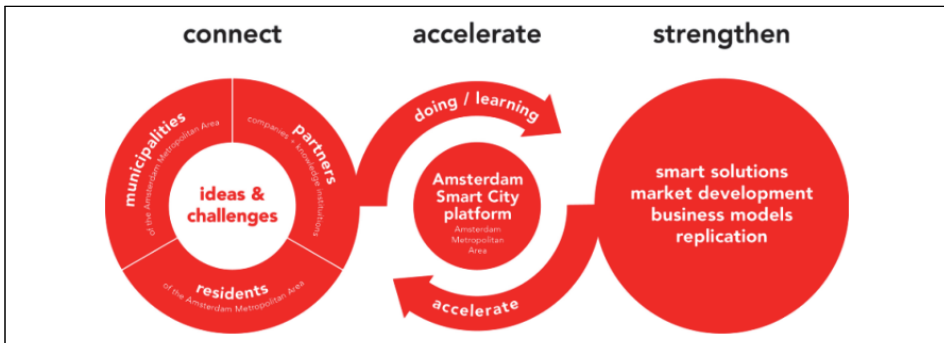 connect
accelerate
strengthen
municipalities
of the Amsterdam Metropolitan Area
partners
companies + knowledge institutions
ideas &
challenges
residents
of the Amsterdam Metropolitan Area
doing / learning
Amsterdam
Smart City
platform
Amsterdam
Metropolitan
Area
accelerate
smart solutions
market development
business models
replication